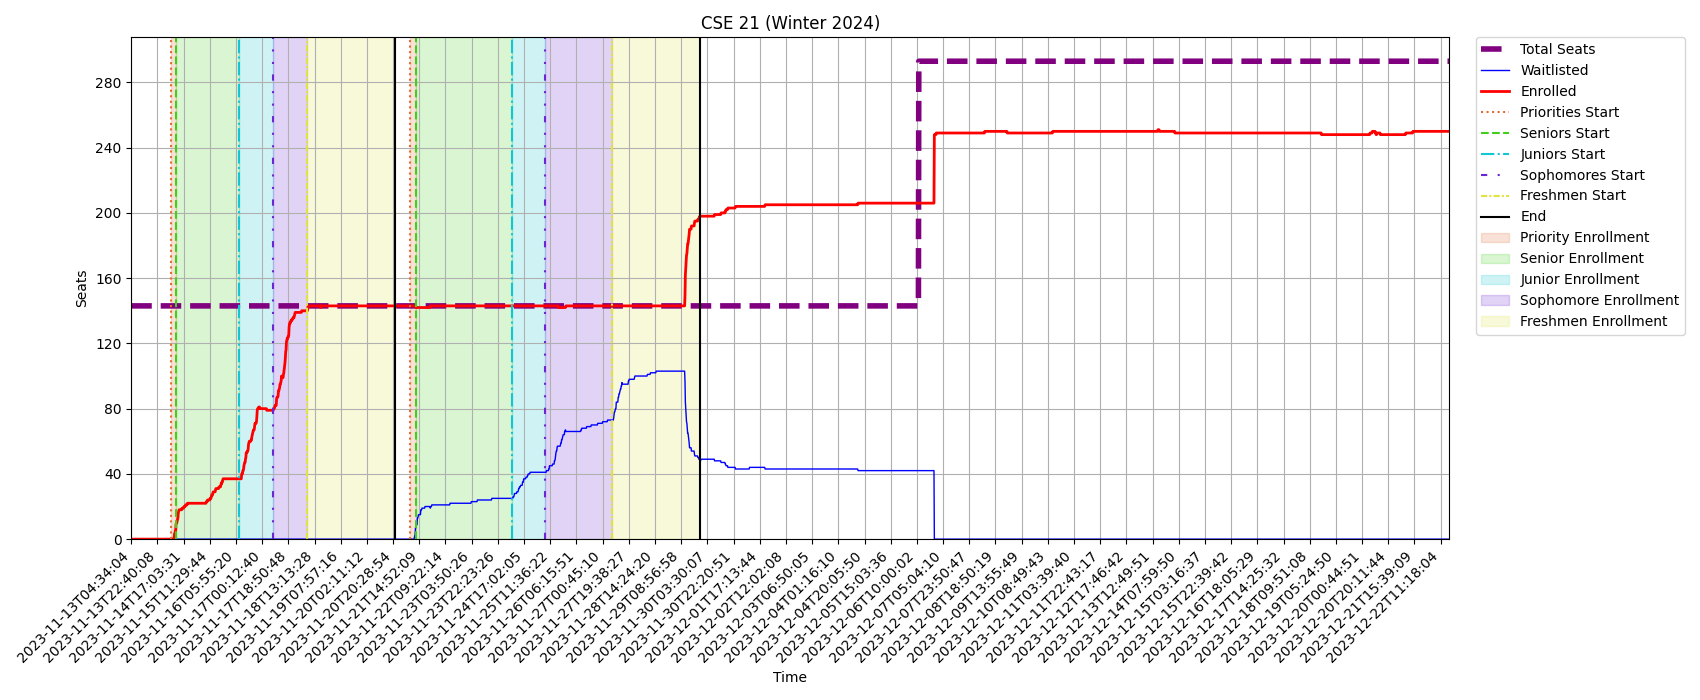 CSE 21 (Winter 2024)
Seats
280
240
200
160
120
80
40
0
2023-11-13T04:34:04
2023-11-13T22:40:08
2023-11-14T17:03:31
2023-11-15T11:29:44
2023-11-16T05:55:20
2023-11-17T00:12:40
2023-11-17T18:50:48
2023-11-18T13:13:28
2023-11-19T07:57:16
2023-11-20T02:11:12
2023-11-20T20:28:54
2023-11-21T14:52:09
2023-11-22T09:22:14
2023-11-23T03:50:26
2023-11-23T22:23:26
2023-11-24T17:02:05
2023-11-25T11:36:22
2023-11-26T06:15:51
2023-11-27T00:45:10
2023-11-27T19:38:27
2023-11-28T14:24:20
2023-11-29T08:56:58
2023-11-30T03:30:07
2023-11-30T22:20:51
2023-12-01T17:13:44
2023-12-02T12:02:08
2023-12-03T06:50:05
2023-12-04T01:16:10
2023-12-04T20:05:50
2023-12-05T15:03:36
2023-12-06T10:00:02
2023-12-07T05:04:10
2023-12-07T23:50:47
2023-12-08T18:50:19
2023-12-09T13:55:49
2023-12-10T08:49:43
2023-12-11T03:39:40
2023-12-11T22:43:17
2023-12-12T17:46:42
2023-12-13T12:49:51
2023-12-14T07:59:50
2023-12-15T03:16:37
2023-12-15T22:39:42
2023-12-16T18:05:29
2023-12-17T14:25:32
2023-12-18T09:51:08
2023-12-19T05:24:50
2023-12-20T00:44:51
2023-12-20T20:11:44
2023-12-21T15:39:09
2023-12-22T11:18:04
Time
Total Seats
Waitlisted
Enrolled
Priorities Start
Seniors Start
Juniors Start
Sophomores Start
Freshmen Start
End
Priority Enrollment
Senior Enrollment
Junior Enrollment
Sophomore Enrollment
Freshmen Enrollment